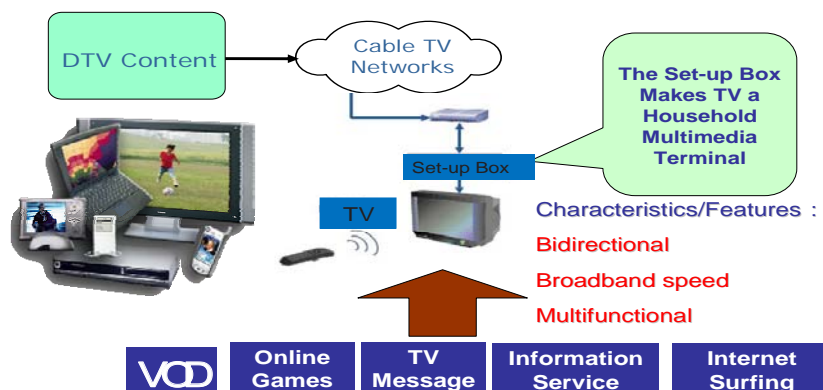 DTV Content
Cable TV
Networks
The Set-up Box
Makes TV a
Household
Multimedia
Terminal
Set-up Box
TV
Characteristics/Features :
Bidirectional
Broadband speed
Multifunctional
VOD
Online
Games
TV
Message
Information
Service
Internet
Surfing